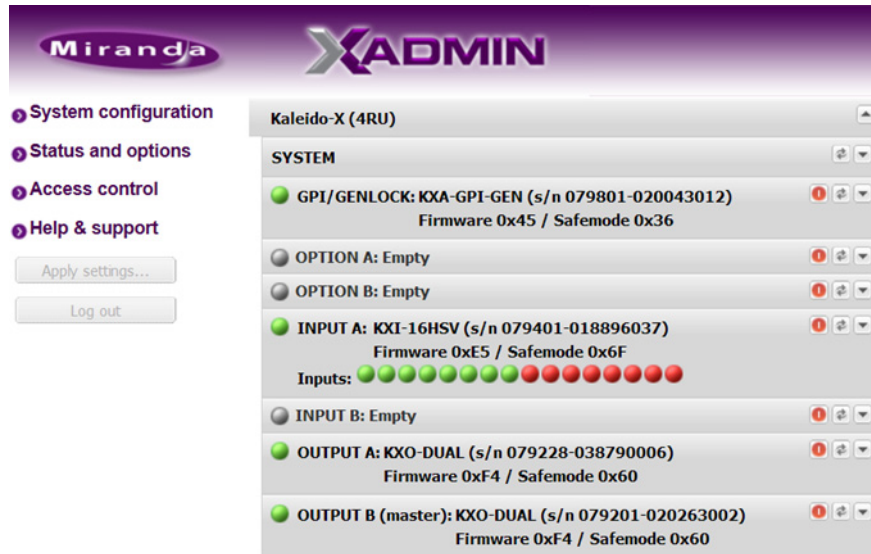 Miranda
XADMIN
System configuration
Status and options
Access control
Help & support
Apply settings...
Log out
Kaleido-X (4RU)
SYSTEM
GPI/GENLOCK: KXA-GPI-GEN (s/n 079801-020043012)
Firmware 0x45 / Safemode 0x36
OPTION A: Empty
OPTION B: Empty
INPUT A: KXI-16HSV (s/n 079401-018896037)
Firmware 0xE5 / Safemode 0x6F
Inputs:
INPUT B: Empty
OUTPUT A: KXO-DUAL (s/n 079228-038790006)
Firmware 0xF4 / Safemode 0x60
OUTPUT B (master): KXO-DUAL (s/n 079201-020263002)
Firmware 0xF4 / Safemode 0x60